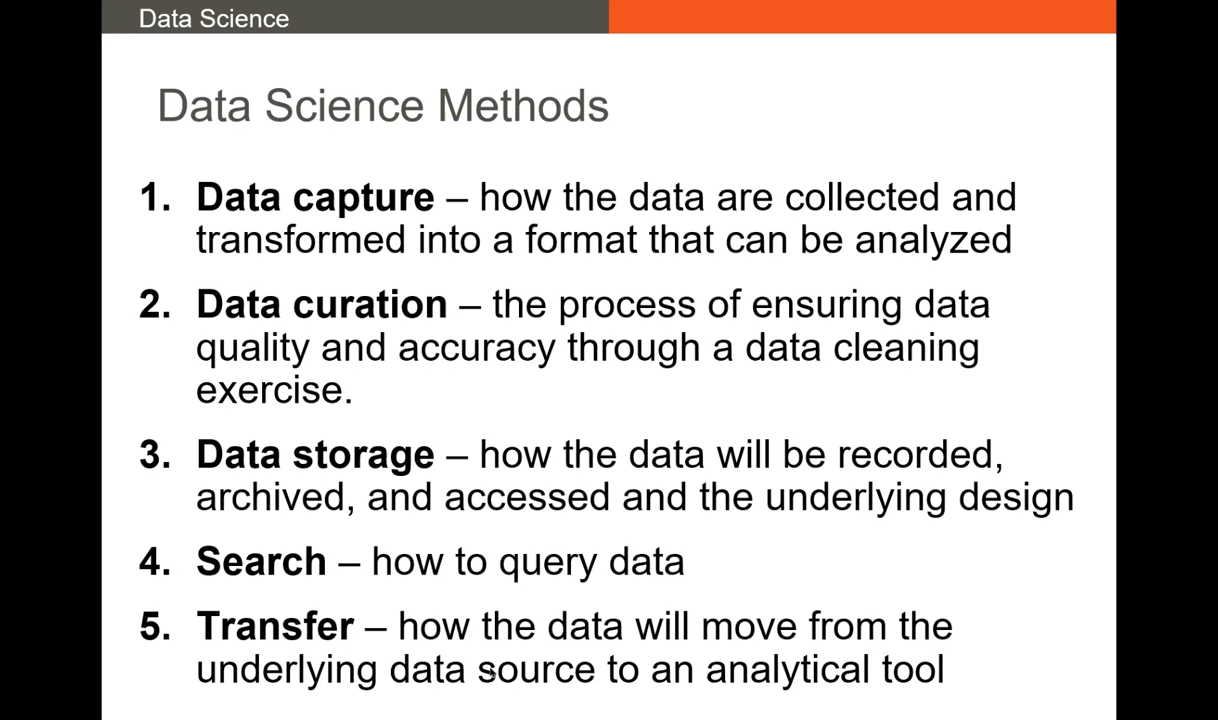 Data Science
Data Science Methods
1. Data capture – how the data are collected and
transformed into a format that can be analyzed
2. Data curation – the process of ensuring data
quality and accuracy through a data cleaning
exercise.
3. Data storage – how the data will be recorded,
archived, and accessed and the underlying design
4. Search – how to query data
5. Transfer – how the data will move from the
underlying data source to an analytical tool